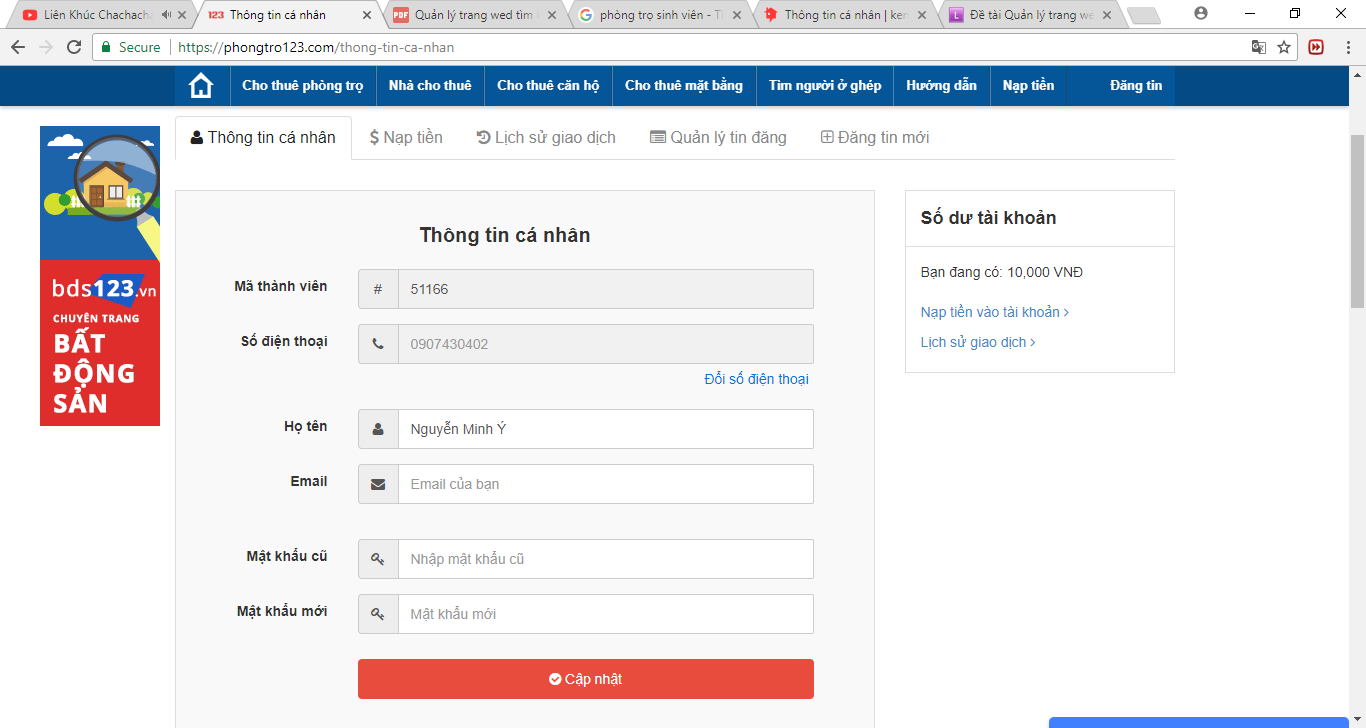 Liên Khúc Chachacha
123 Thông tin cá nhân
PDF Quản lý trang wed tìm
phòng trọ sinh viên - Tì
Thông tin cá nhân | ken
L Đề tài Quản lý trang we
Secure https://phongtro123.com/thong-tin-ca-nhan
Cho thuê phòng trọ Nhà cho thuê Cho thuê căn hộ Cho thuê mặt bằng Tìm người ở ghép Hướng dẫn Nạp tiền Đăng tin
Thông tin cá nhân $ Nạp tiền Lịch sử giao dịch Quản lý tin đăng Đăng tin mới
bds123.vn
CHUYÊN TRANG
BẤT
ĐỘNG
SẢN
Thông tin cá nhân
Mã thành viên # 51166
Số điện thoại 0907430402
Đổi số điện thoại
Họ tên Nguyễn Minh Ý
Email Email của bạn
Mật khẩu cũ Nhập mật khẩu cũ
Mật khẩu mới Mật khẩu mới
Cập nhật
Số dư tài khoản
Bạn đang có: 10,000 VNĐ
Nạp tiền vào tài khoản ›
Lịch sử giao dịch ›